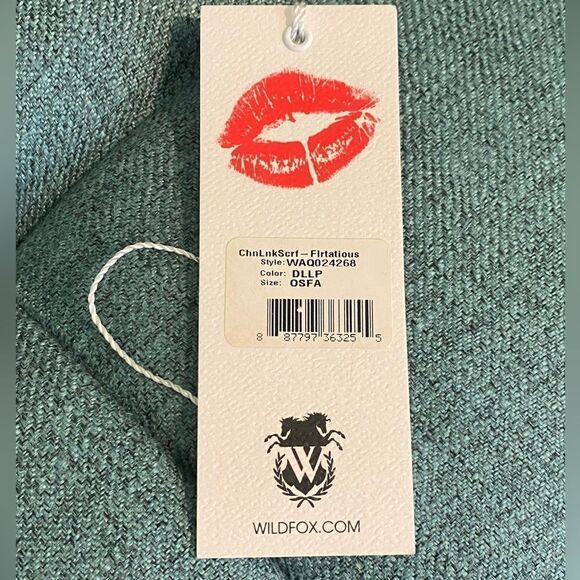 ChnLnkScrf – Flrtatious
Style: WAQ024268
Color: DLLP
Size: OSFA
8 87797 36325 5
W
WILDFOX.COM